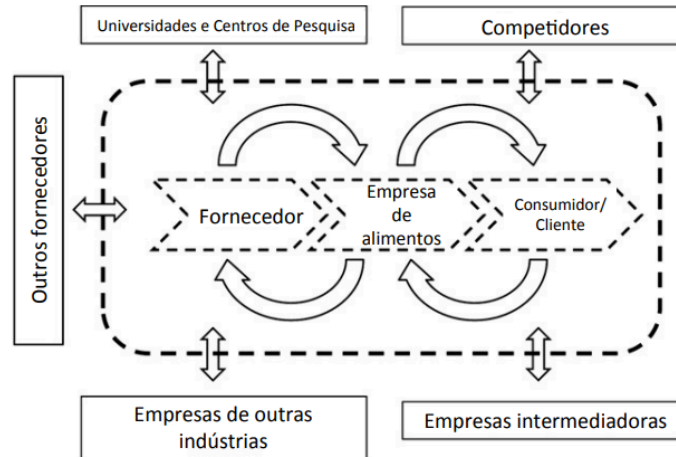 Universidades e Centros de Pesquisa
Competidores
Outros fornecedores
Fornecedor
Empresa
de
alimentos
Consumidor/
Cliente
Empresas de outras
indústrias
Empresas intermediadoras